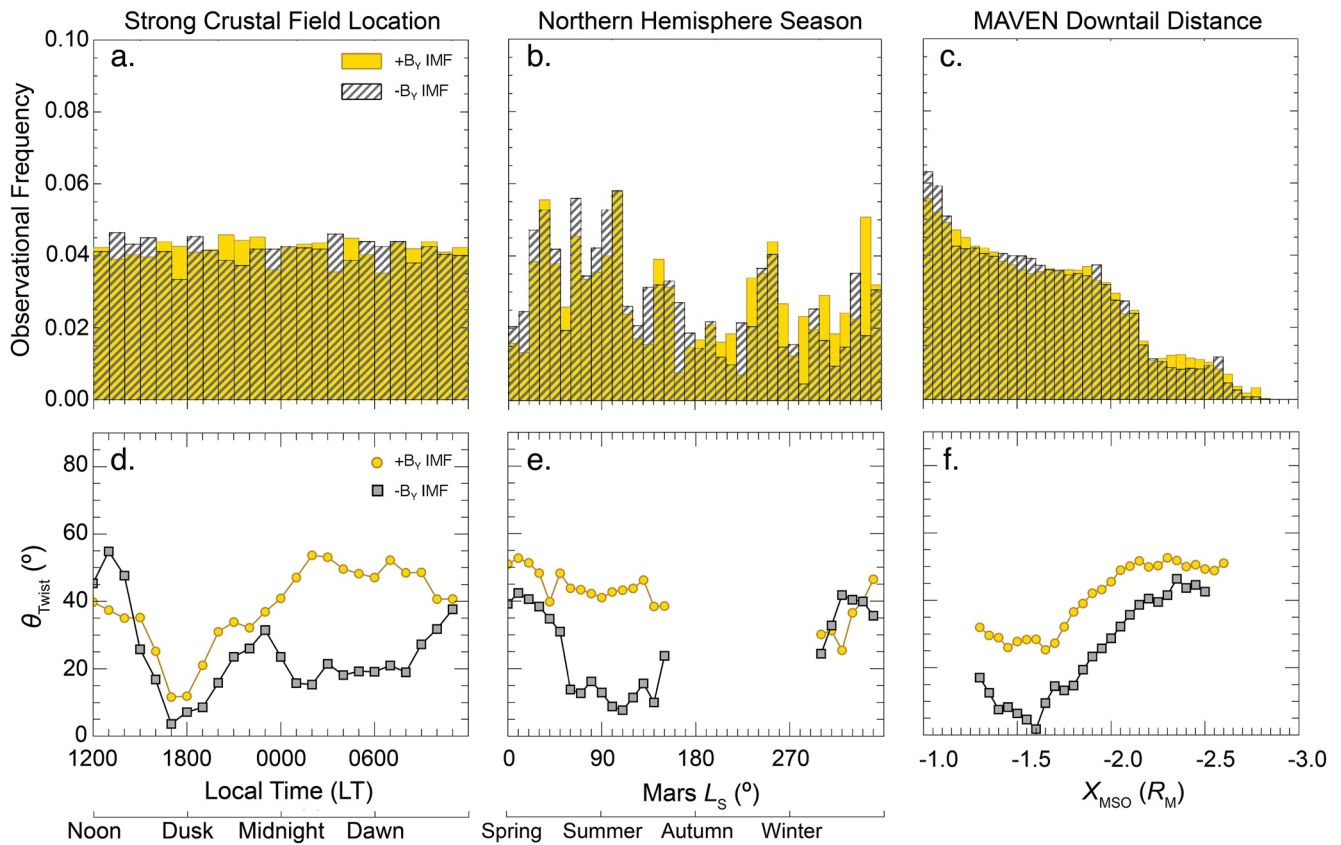 Strong Crustal Field Location
Northern Hemisphere Season
MAVEN Downtail Distance
Observational Frequency
0.10
0.08
0.06
0.04
0.02
0.00
a.
+BY IMF
-BY IMF
b.
c.
θTwist (º)
80
60
40
20
0
d.
+BY IMF
-BY IMF
e.
f.
1200 1800 0000 0600
0 90 180 270
-1.0 -1.5 -2.0 -2.5 -3.0
Local Time (LT)
Mars LS (º)
XMSO (RM)
Noon Dusk Midnight Dawn
Spring Summer Autumn Winter